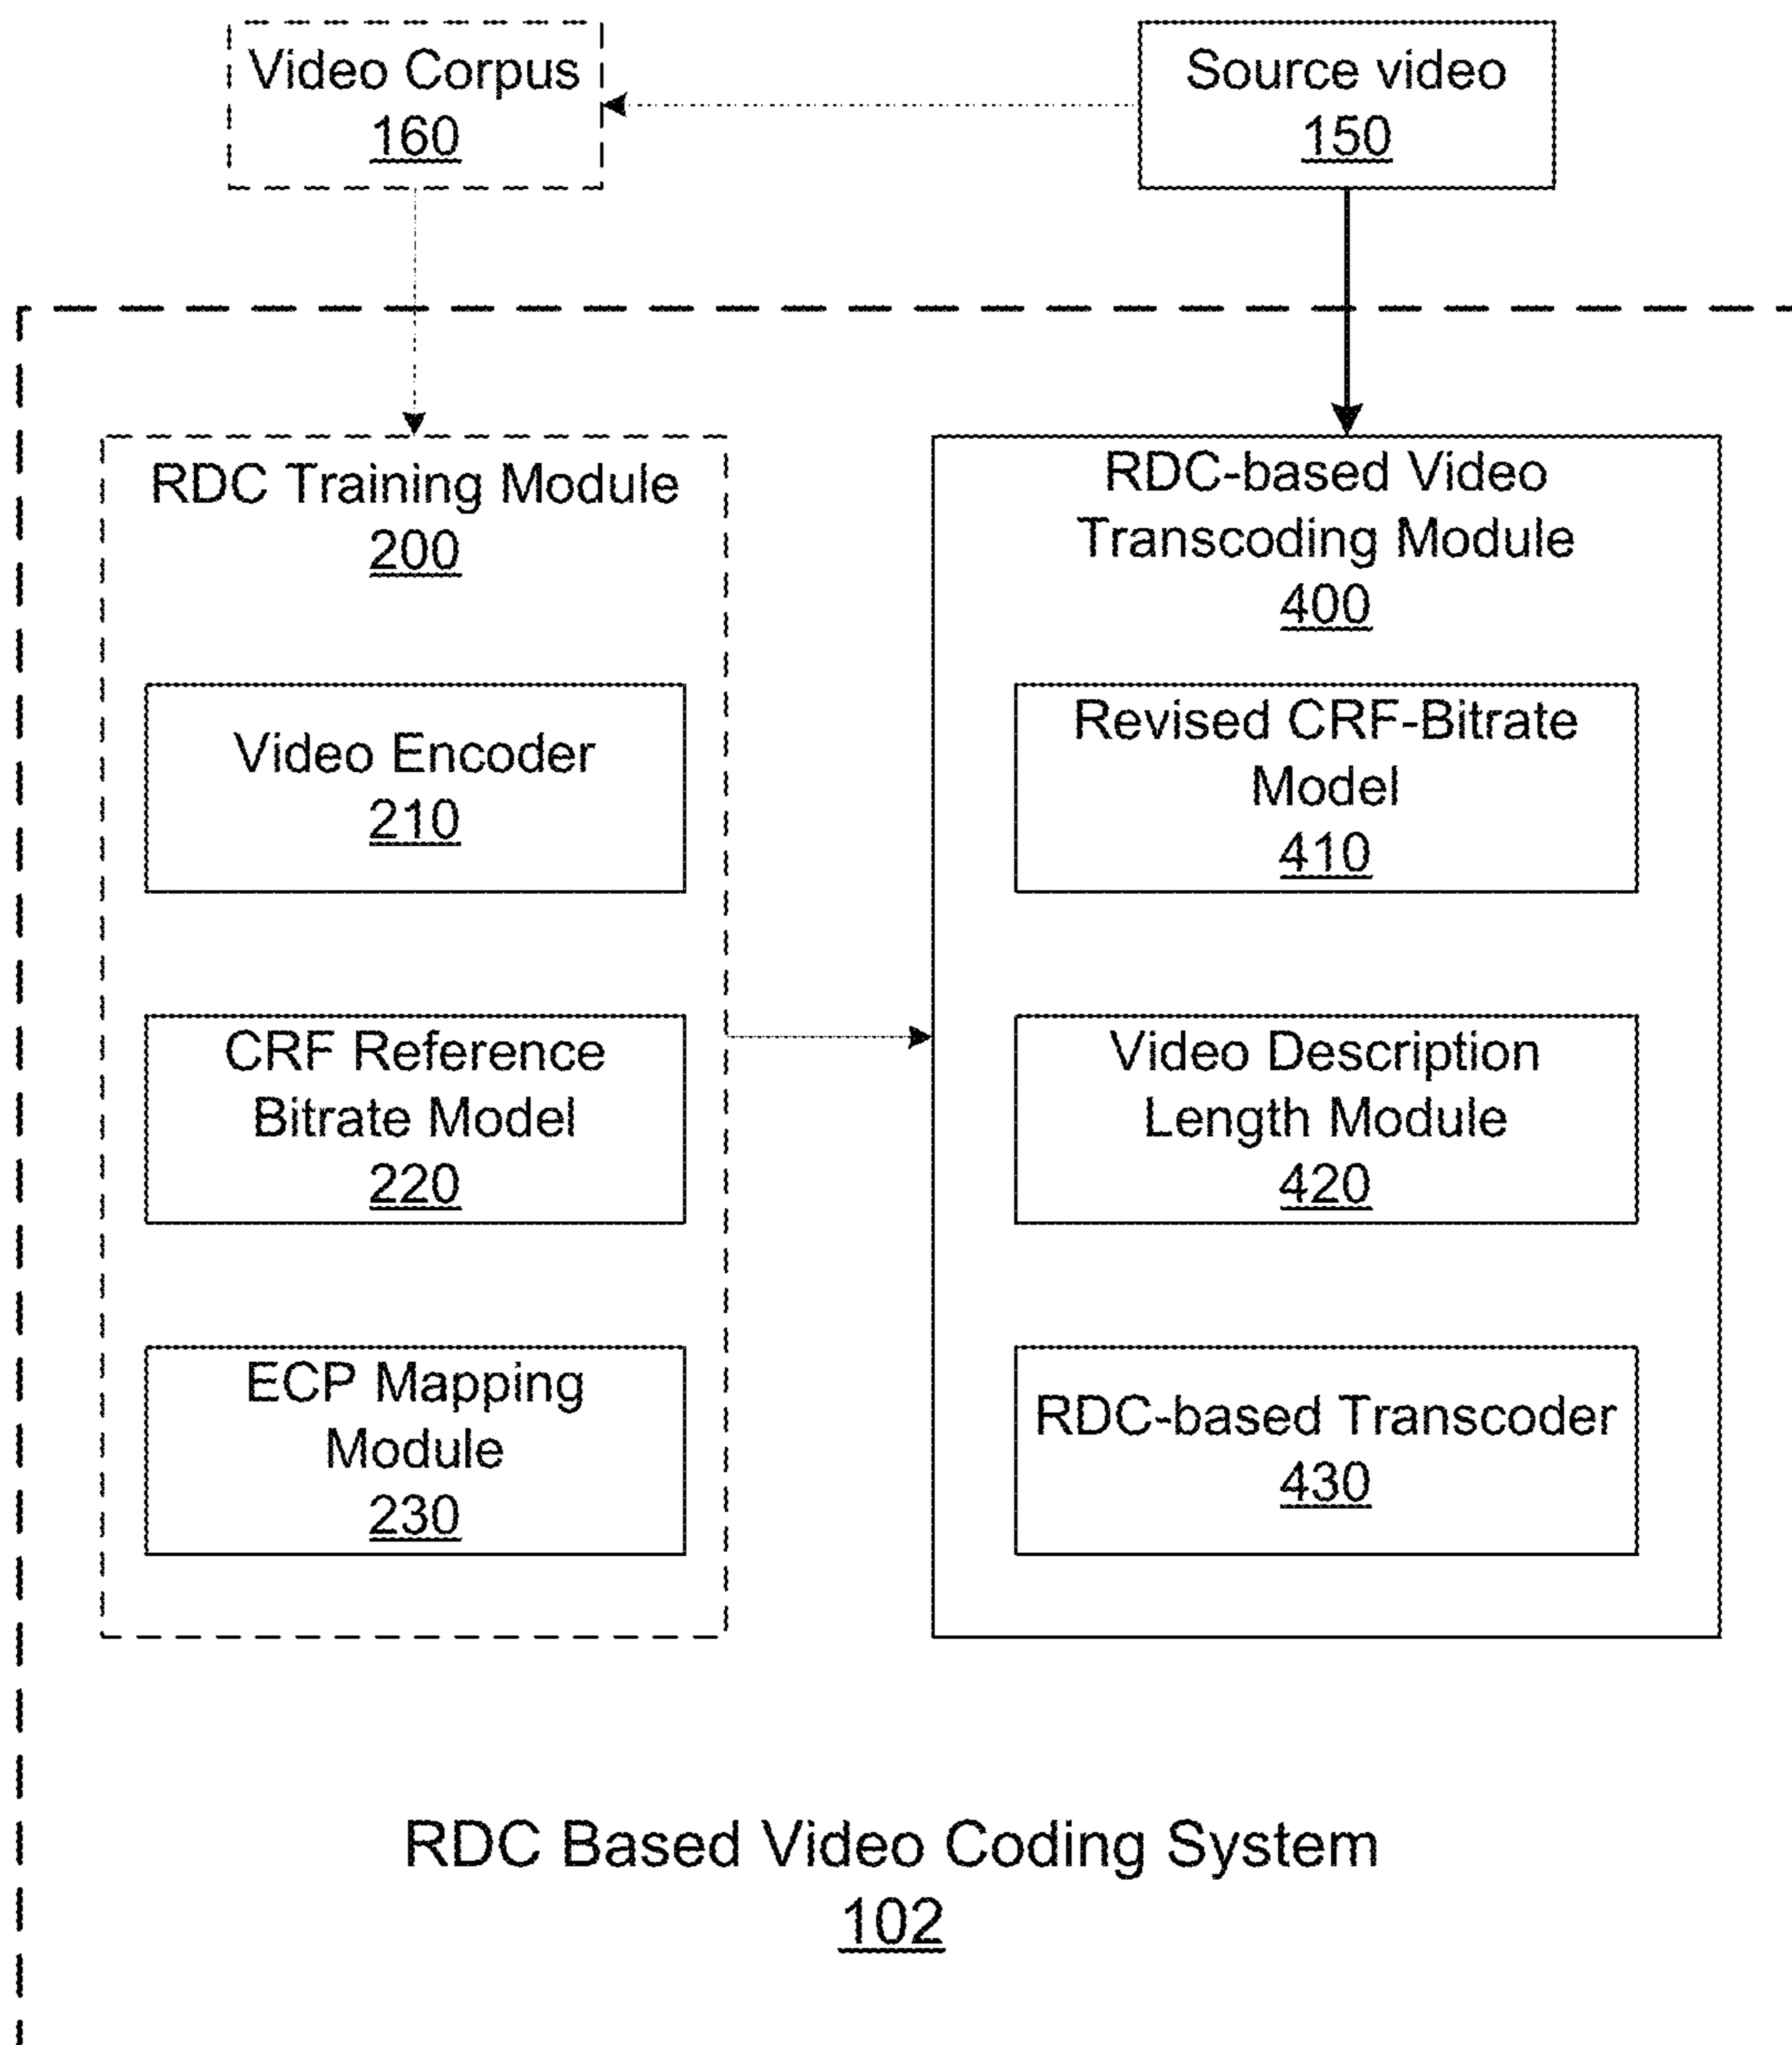 Video Corpus
160
Source video
150
RDC Training Module
200
Video Encoder
210
CRF Reference
Bitrate Model
220
ECP Mapping
Module
230
RDC-based Video
Transcoding Module
400
Revised CRF-Bitrate
Model
410
Video Description
Length Module
420
RDC-based Transcoder
430
RDC Based Video Coding System
102